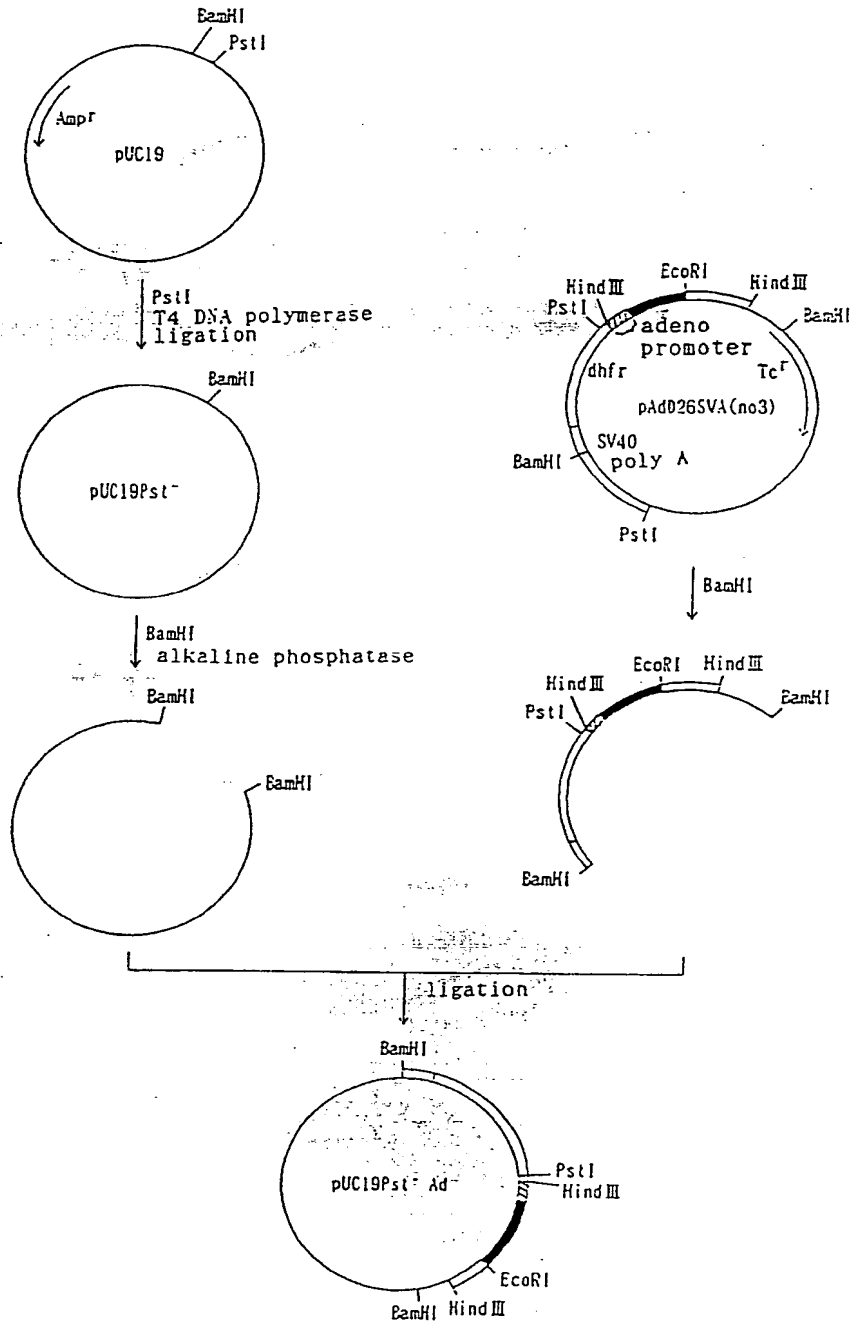 BamHI
PstI
Ampr
pUC19
PstI
T4 DNA polymerase
ligation
BamHI
pUC19Pst-
BamHI
alkaline phosphatase
BamHI
BamHI
EcoRI
HindⅢ
HindⅢ
PstI
BamHI
adeno
promoter
dhfr
Tcr
pAdD26SVA(no3)
SV40
BamHI
poly A
PstI
BamHI
EcoRI
HindⅢ
HindⅢ
BamHI
PstI
BamHI
ligation
BamHI
PstI
HindⅢ
pUC19Pst- Ad-
EcoRI
BamHI
HindⅢ